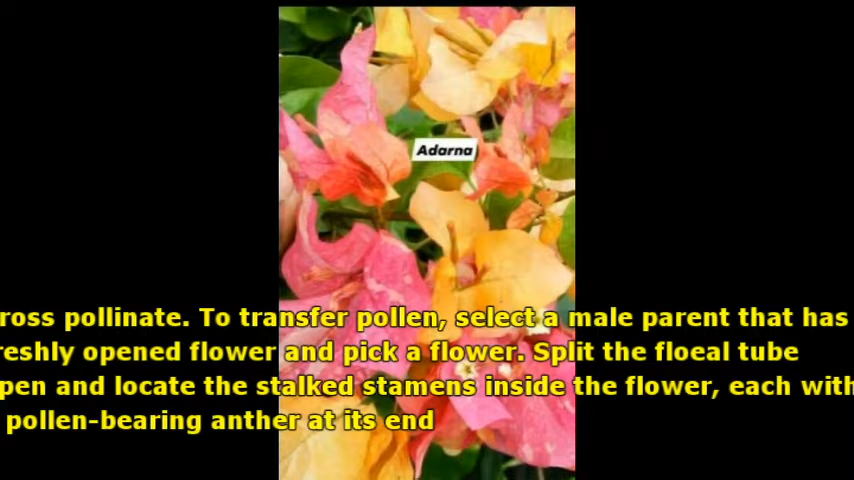 Adarna
ross pollinate. To transfer pollen, select a male parent that has
reshly opened flower and pick a flower. Split the floeal tube
pen and locate the stalked stamens inside the flower, each with
pollen-bearing anther at its end